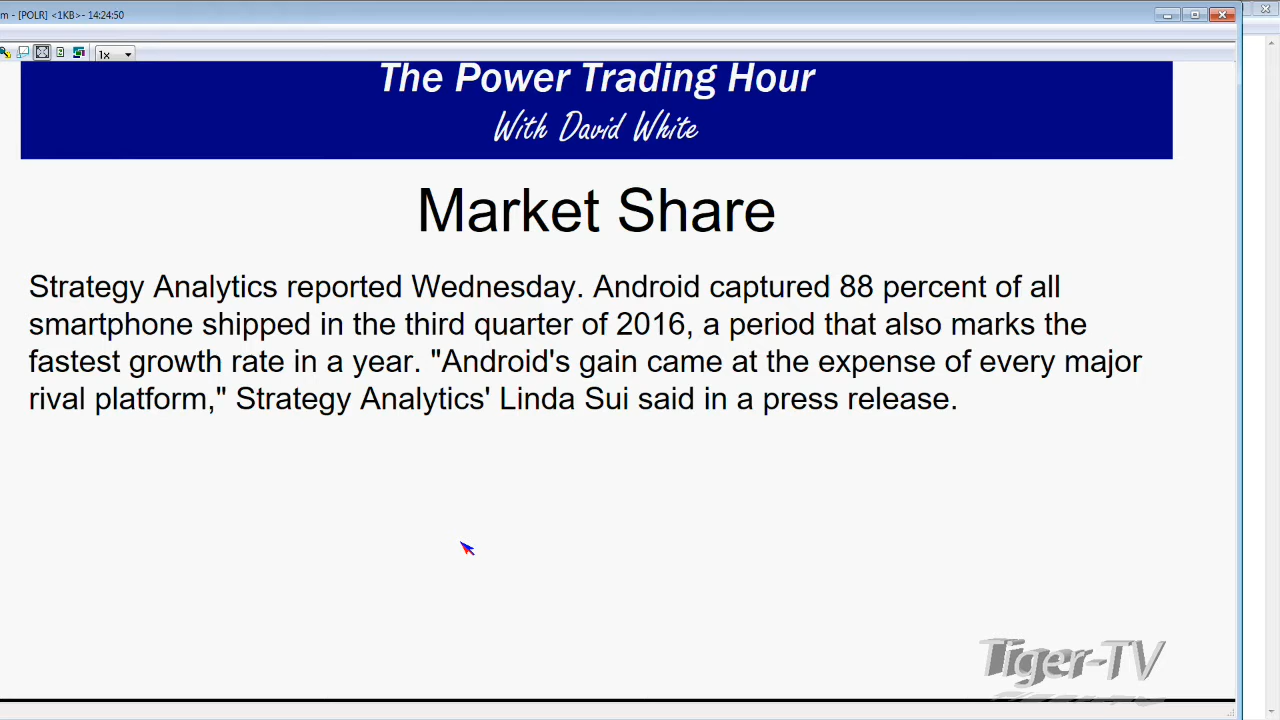 m - [POLR] <1KB>- 14:24:50
1x
The Power Trading Hour
With David White
Market Share
Strategy Analytics reported Wednesday. Android captured 88 percent of all
smartphone shipped in the third quarter of 2016, a period that also marks the
fastest growth rate in a year. "Android's gain came at the expense of every major
rival platform," Strategy Analytics' Linda Sui said in a press release.
Tiger-TV